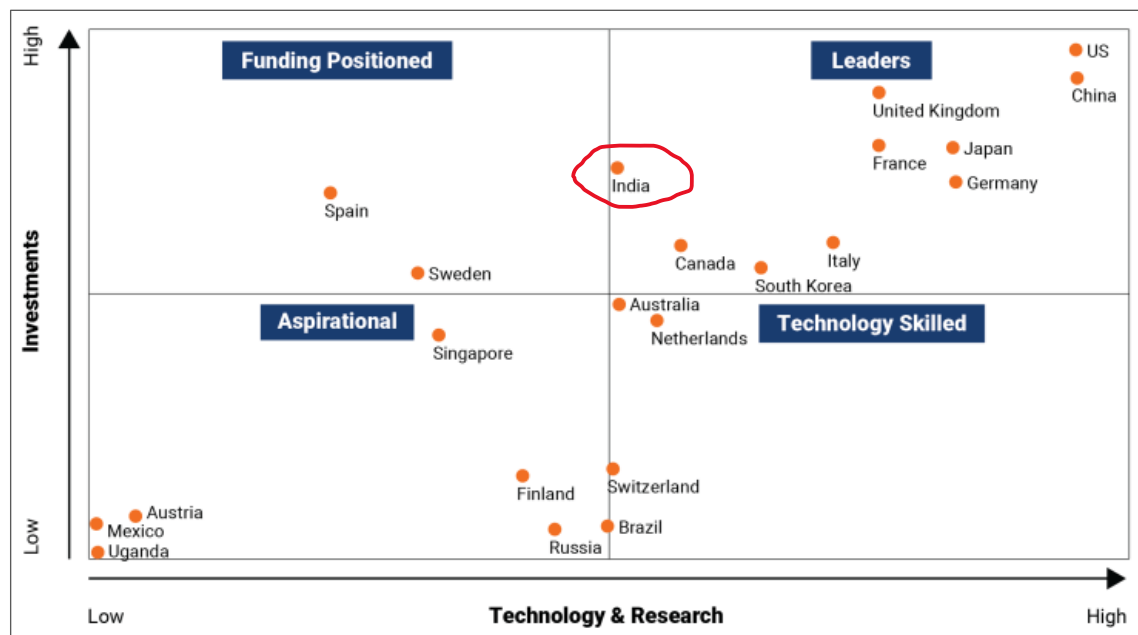 High
Funding Positioned
Leaders
US
China
United Kingdom
France
Japan
Germany
India
Spain
Sweden
Canada
Italy
South Korea
Investments
Aspirational
Australia
Technology Skilled
Netherlands
Singapore
Finland
Switzerland
Austria
Mexico
Brazil
Russia
Uganda
Low
Low
Technology & Research
High